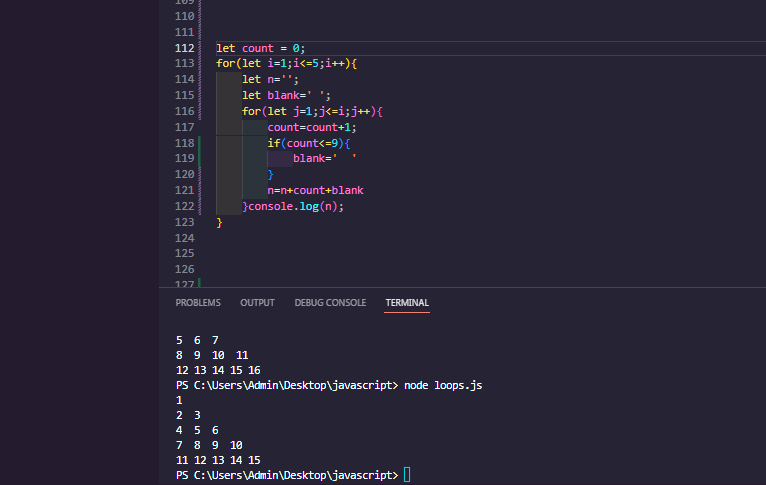 109
110
111
112 let count = 0;
113 for(let i=1;i<=5;i++){
114     let n='';
115     let blank=' ';
116     for(let j=1;j<=i;j++){
117         count=count+1;
118         if(count<=9){
119             blank='  '
120         }
121         n=n+count+blank
122     }console.log(n);
123 }
124
125
126
127
PROBLEMS OUTPUT DEBUG CONSOLE TERMINAL
5  6  7
8  9  10  11
12 13 14 15 16
PS C:\Users\Admin\Desktop\javascript> node loops.js
1
2  3
4  5  6
7  8  9  10
11 12 13 14 15
PS C:\Users\Admin\Desktop\javascript>